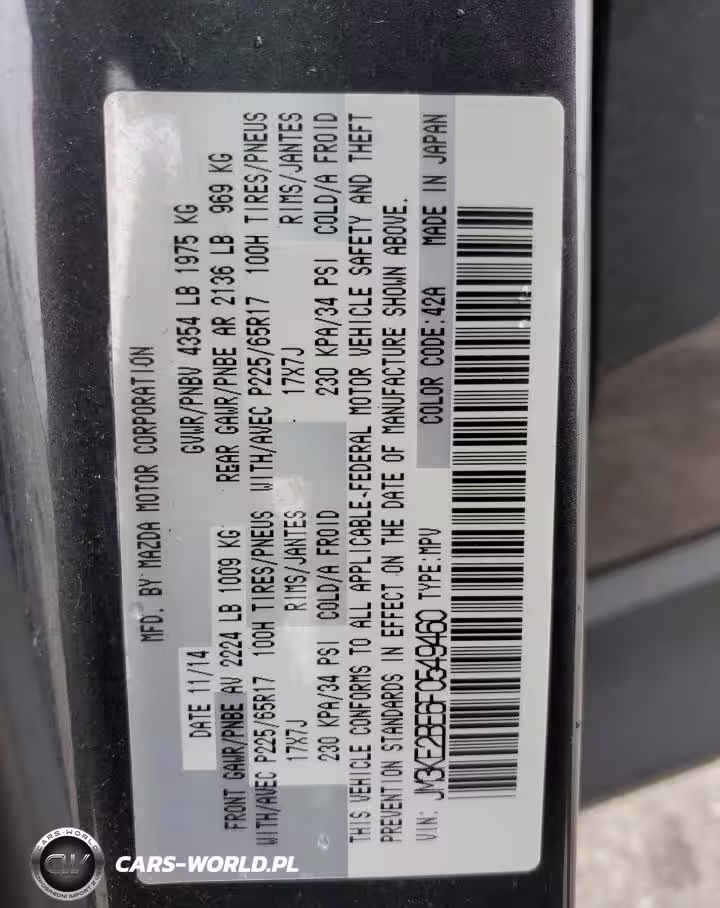 MFD. BY MAZDA MOTOR CORPORATION
DATE 11/14 GVWR/PNBV 4354 LB 1975 KG
FRONT GAWR/PNBE AV 2224 LB 1009 KG REAR GAWR/PNBE AR 2136 LB 969 KG
WITH/AVEC P225/65R17 100H TIRES/PNEUS WITH/AVEC P225/65R17 100H TIRES/PNEUS
17X7J RIMS/JANTES 17X7J RIMS/JANTES
230 KPA/34 PSI COLD/A FROID 230 KPA/34 PSI COLD/A FROID
THIS VEHICLE CONFORMS TO ALL APPLICABLE-FEDERAL MOTOR VEHICLE SAFETY AND THEFT
PREVENTION STANDARDS IN EFFECT ON THE DATE OF MANUFACTURE SHOWN ABOVE.
VIN: JM3KE2BE6F0549460 TYPE:MPV COLOR CODE:42A MADE IN JAPAN
CARS-WORLD
CW
CARS-WORLD.PL